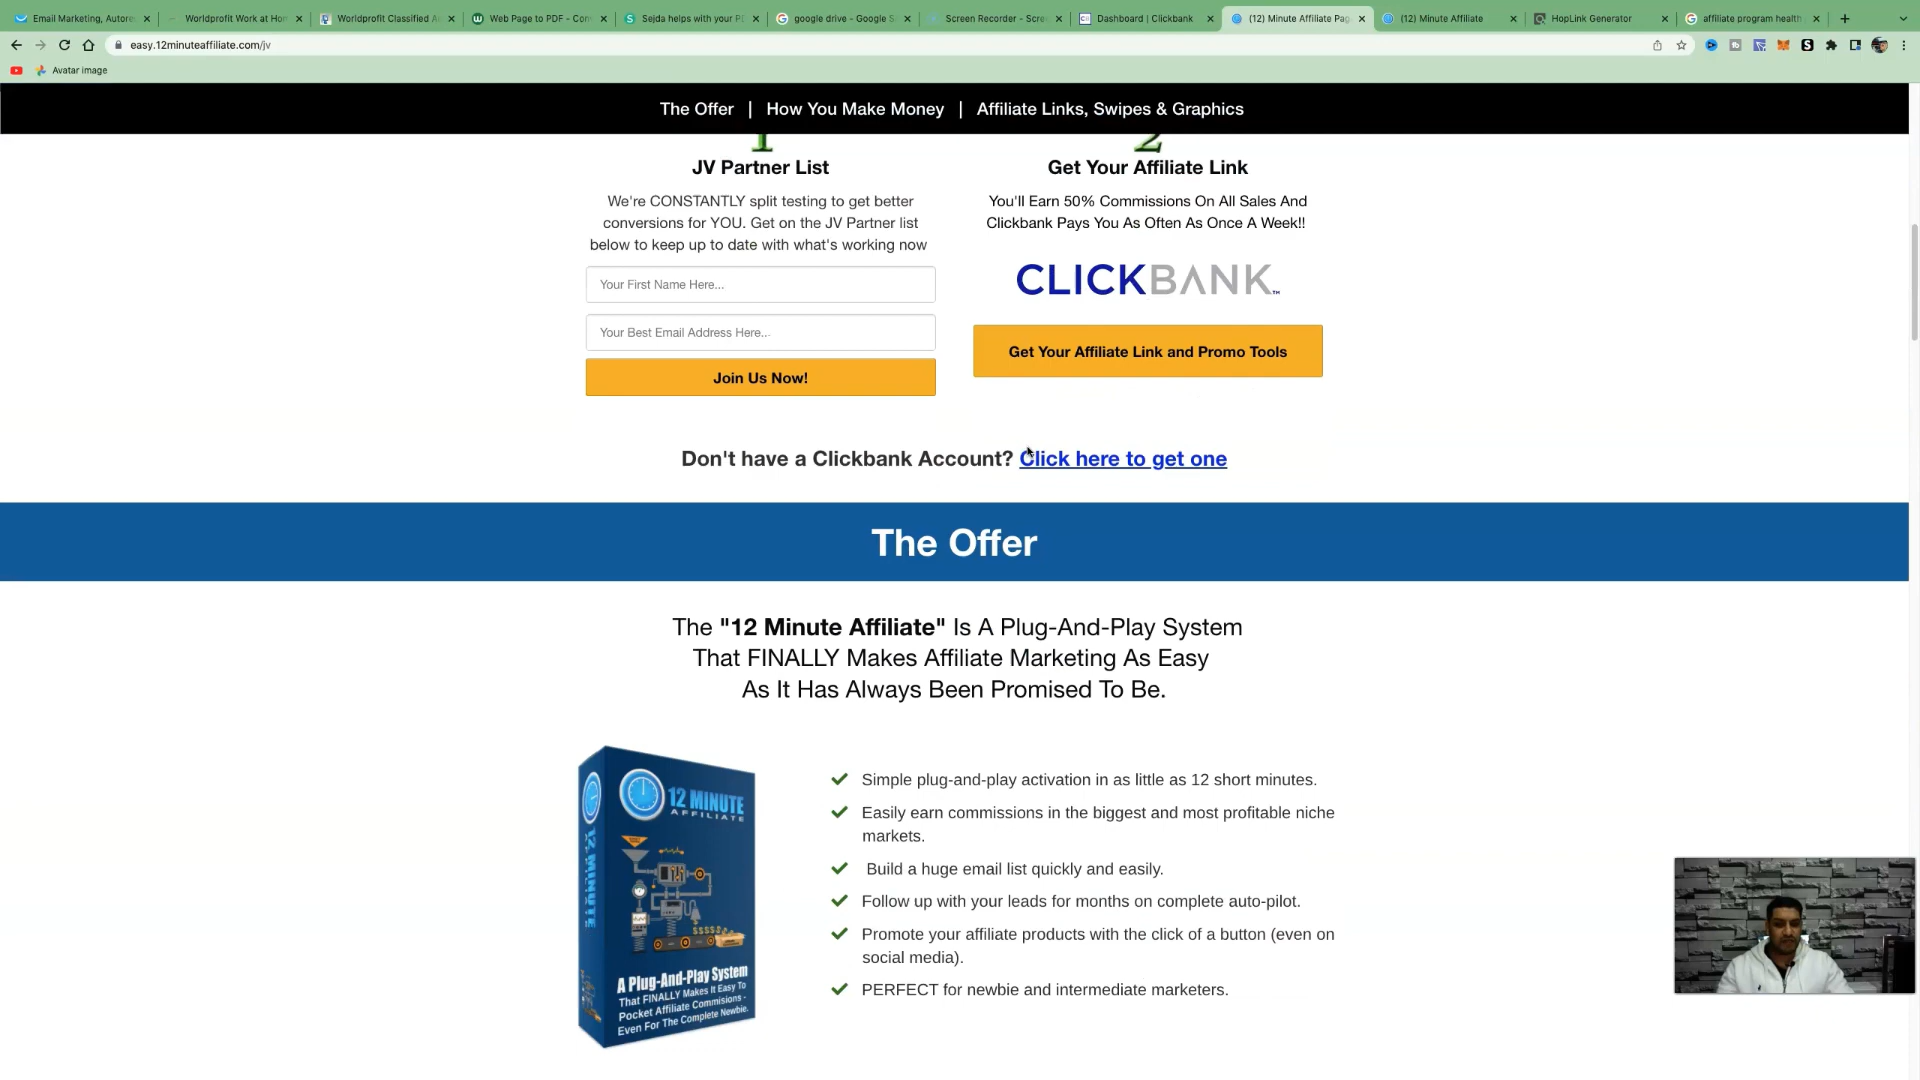 Email Marketing, Autore
Worldprofit Work at Hom
Worldprofit Classified A
Web Page to PDF - Con
Sejda helps with your P
google drive - Google S
Screen Recorder - Scre
Dashboard | Clickbank
(12) Minute Affiliate Pag
(12) Minute Affiliate
HopLink Generator
affiliate program health
easy.12minuteaffiliate.com/jv
Avatar image
The Offer | How You Make Money | Affiliate Links, Swipes & Graphics
1
2
JV Partner List
Get Your Affiliate Link
We're CONSTANTLY split testing to get better
conversions for YOU. Get on the JV Partner list
below to keep up to date with what's working now
You'll Earn 50% Commissions On All Sales And
Clickbank Pays You As Often As Once A Week!!
CLICKBANK™
Your First Name Here...
Your Best Email Address Here...
Join Us Now!
Get Your Affiliate Link and Promo Tools
Don't have a Clickbank Account? Click here to get one
The Offer
The "12 Minute Affiliate" Is A Plug-And-Play System
That FINALLY Makes Affiliate Marketing As Easy
As It Has Always Been Promised To Be.
12 MINUTE
AFFILIATE
12 MINUTE
A Plug-And-Play System
That FINALLY Makes It Easy To
Pocket Affiliate Commisions -
Even For The Complete Newbie.
Simple plug-and-play activation in as little as 12 short minutes.
Easily earn commissions in the biggest and most profitable niche
markets.
Build a huge email list quickly and easily.
Follow up with your leads for months on complete auto-pilot.
Promote your affiliate products with the click of a button (even on
social media).
PERFECT for newbie and intermediate marketers.